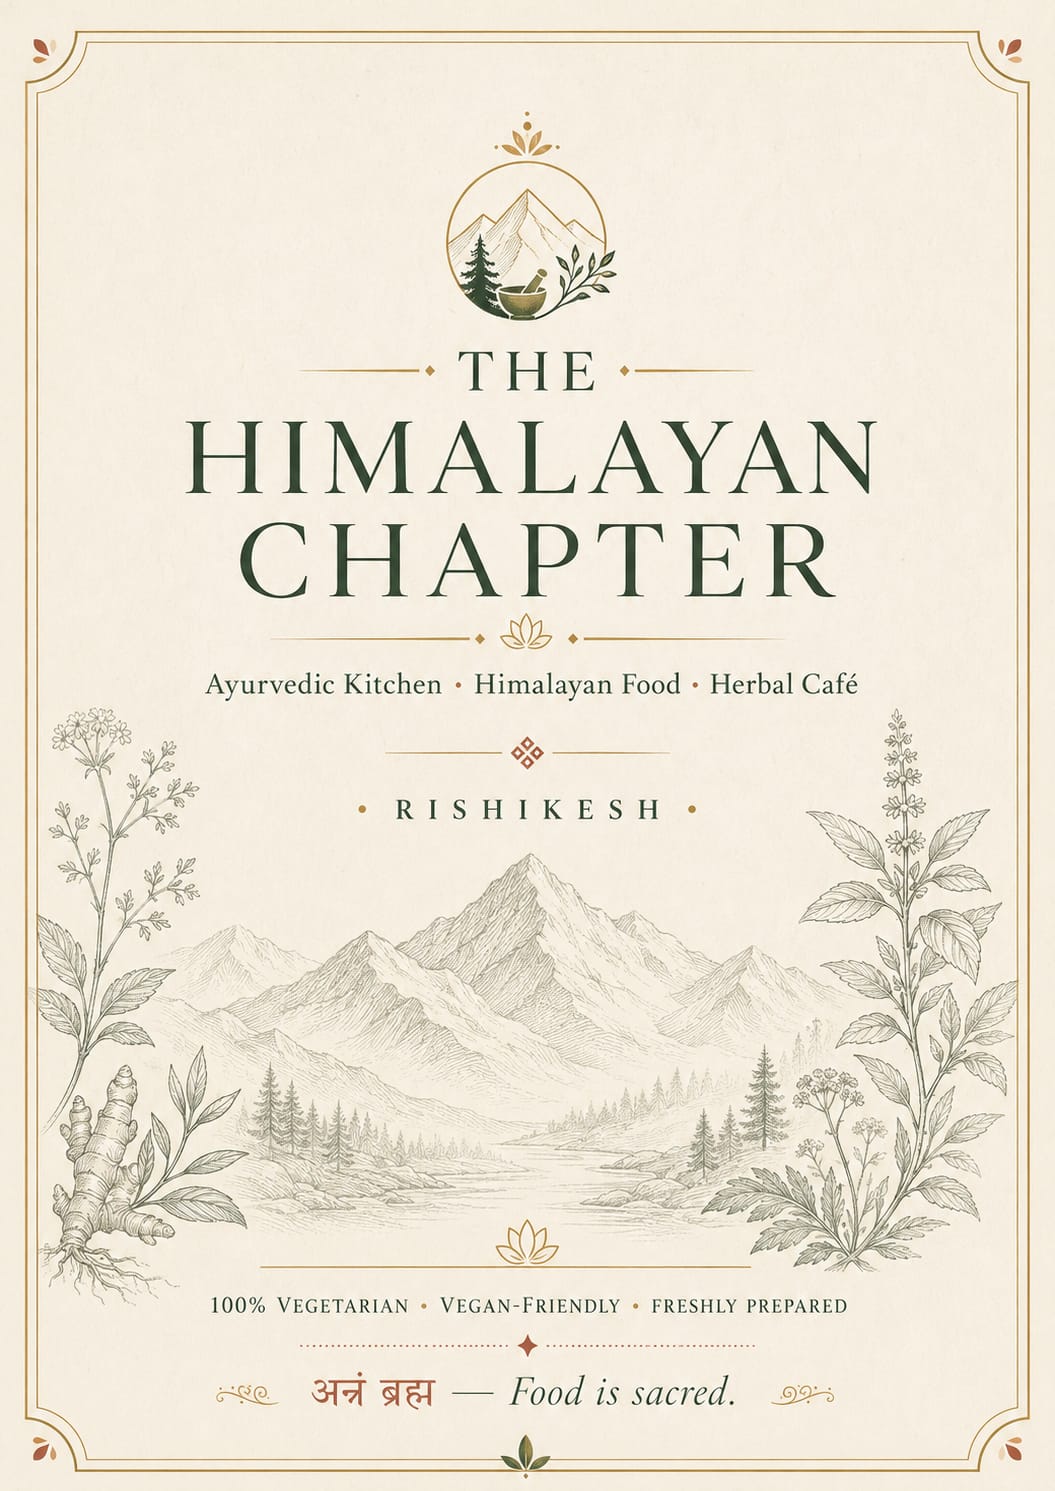 THE
HIMALAYAN
CHAPTER
Ayurvedic Kitchen • Himalayan Food • Herbal Café
• RISHIKESH •
100% VEGETARIAN • VEGAN-FRIENDLY • FRESHLY PREPARED
अन्नं ब्रह्म — Food is sacred.